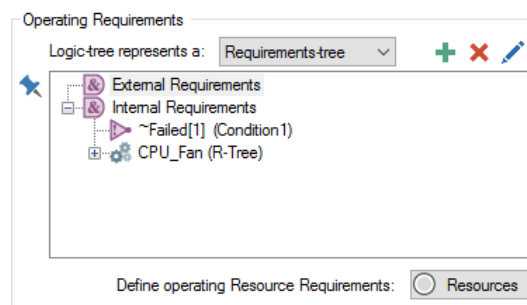 Operating Requirements
Logic-tree represents a: Requirements-tree
& External Requirements
& Internal Requirements
~Failed[1] (Condition1)
CPU_Fan (R-Tree)
Define operating Resource Requirements: Resources